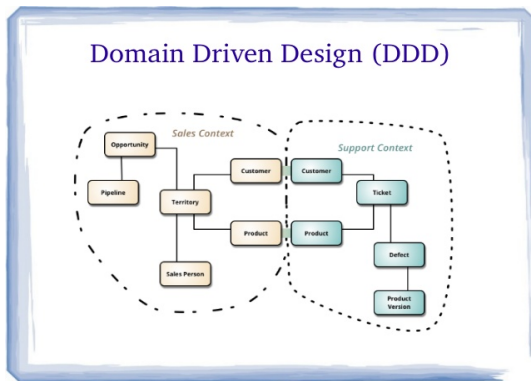 Domain Driven Design (DDD)
Sales Context
Support Context
Opportunity
Customer
Customer
Pipeline
Territory
Ticket
Product
Product
Defect
Sales Person
Product
Version